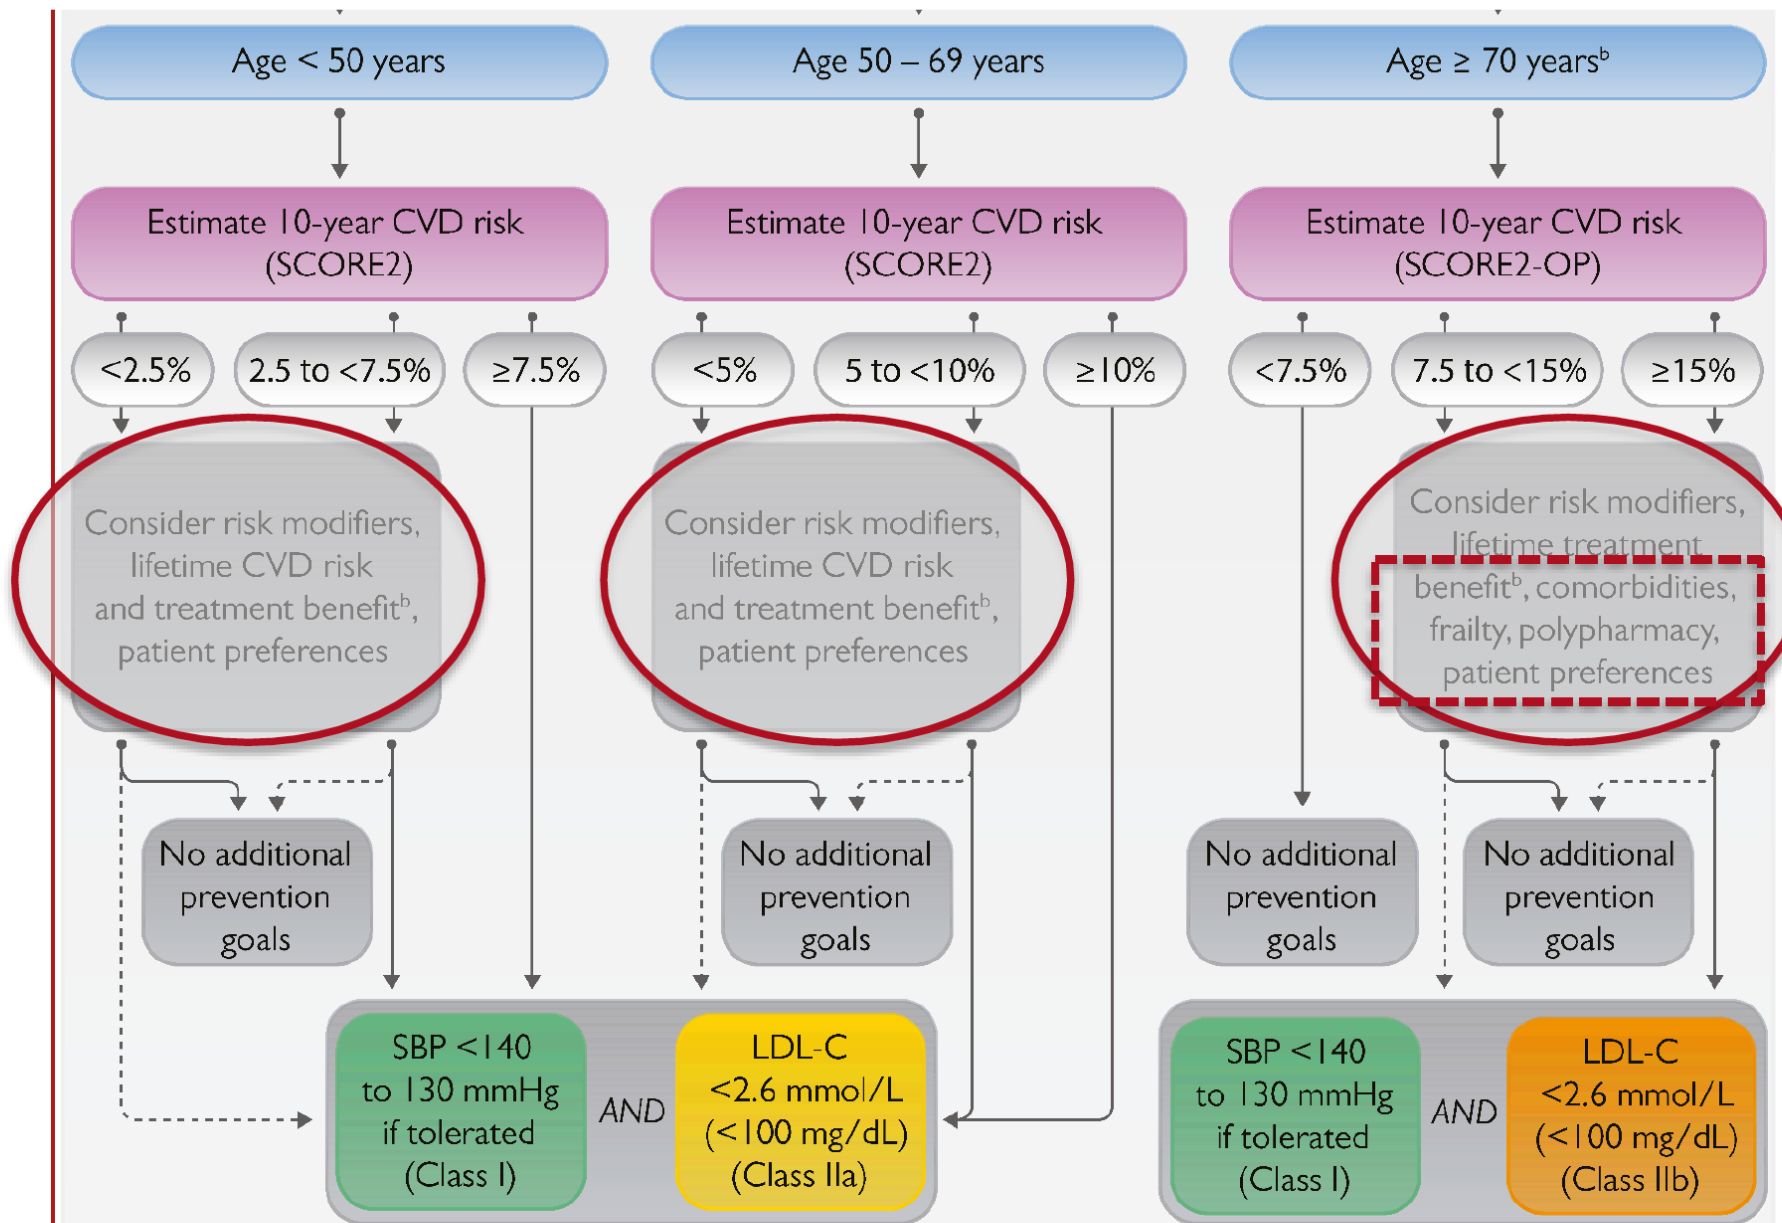 Age < 50 years
Age 50 – 69 years
Age ≥ 70 yearsᵇ
Estimate 10-year CVD risk
(SCORE2)
Estimate 10-year CVD risk
(SCORE2)
Estimate 10-year CVD risk
(SCORE2-OP)
<2.5%
2.5 to <7.5%
≥7.5%
<5%
5 to <10%
≥10%
<7.5%
7.5 to <15%
≥15%
Consider risk modifiers,
lifetime CVD risk
and treatment benefitᵇ,
patient preferences
Consider risk modifiers,
lifetime CVD risk
and treatment benefitᵇ,
patient preferences
Consider risk modifiers,
lifetime treatment
benefitᵇ, comorbidities,
frailty, polypharmacy,
patient preferences
No additional
prevention
goals
No additional
prevention
goals
No additional
prevention
goals
No additional
prevention
goals
SBP <140
to 130 mmHg
if tolerated
(Class I)
AND
LDL-C
<2.6 mmol/L
(<100 mg/dL)
(Class IIa)
SBP <140
to 130 mmHg
if tolerated
(Class I)
AND
LDL-C
<2.6 mmol/L
(<100 mg/dL)
(Class IIb)